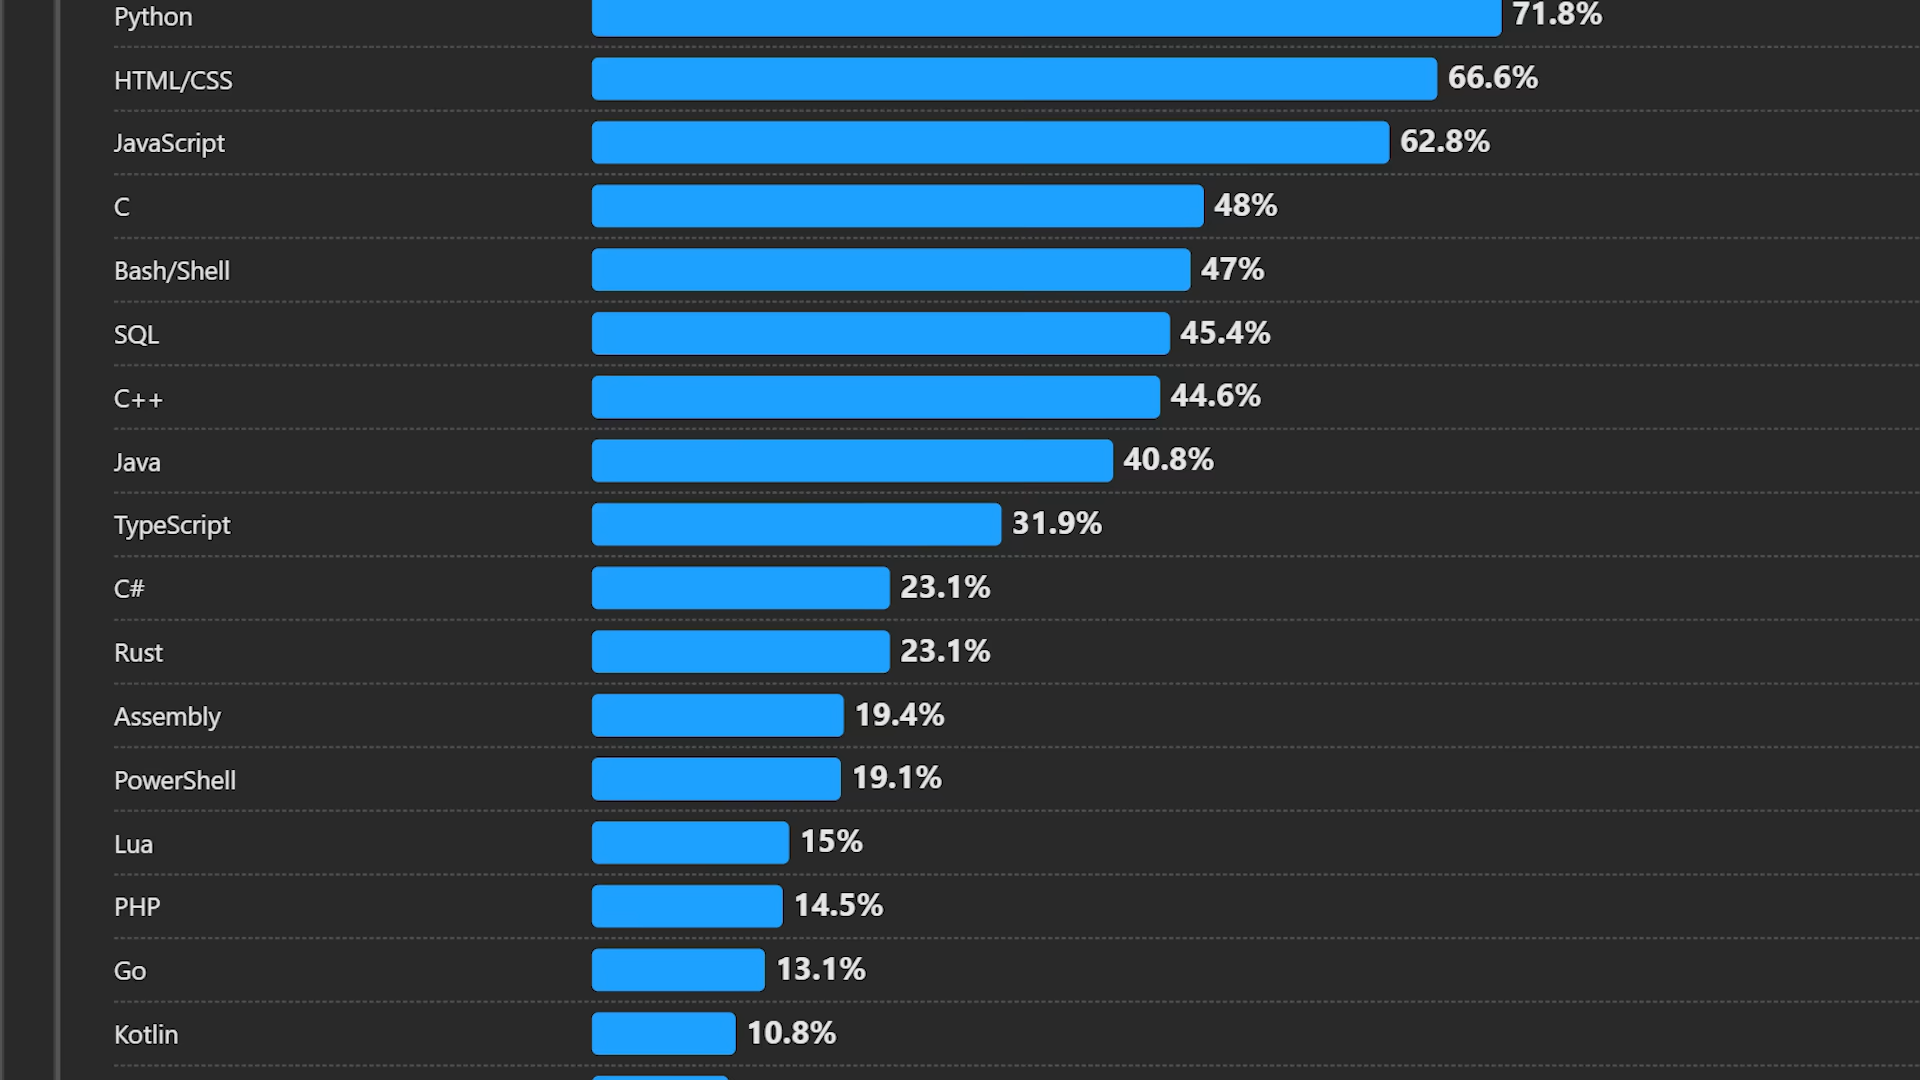 Python 71.8%
HTML/CSS 66.6%
JavaScript 62.8%
C 48%
Bash/Shell 47%
SQL 45.4%
C++ 44.6%
Java 40.8%
TypeScript 31.9%
C# 23.1%
Rust 23.1%
Assembly 19.4%
PowerShell 19.1%
Lua 15%
PHP 14.5%
Go 13.1%
Kotlin 10.8%